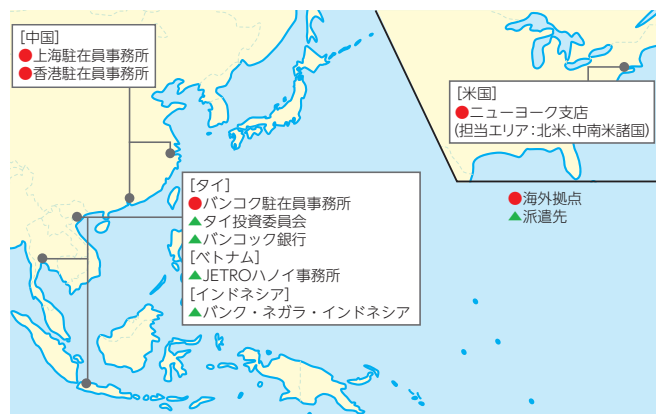 [中国]
●上海駐在員事務所
●香港駐在員事務所
[米国]
●ニューヨーク支店
(担当エリア：北米、中南米諸国)
[タイ]
●バンコク駐在員事務所
▲タイ投資委員会
▲バンコック銀行
[ベトナム]
▲JETROハノイ事務所
[インドネシア]
▲バンク・ネガラ・インドネシア
●海外拠点
▲派遣先